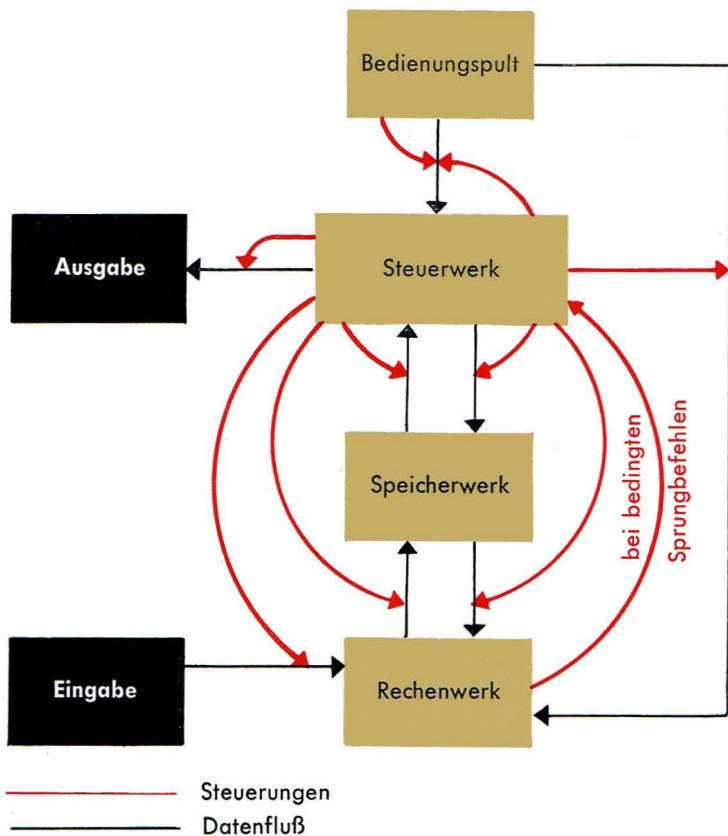 Bedienungspult
Ausgabe
Steuerwerk
Speicherwerk
bei bedingten
Sprungbefehlen
Eingabe
Rechenwerk
Steuerungen
Datenfluß